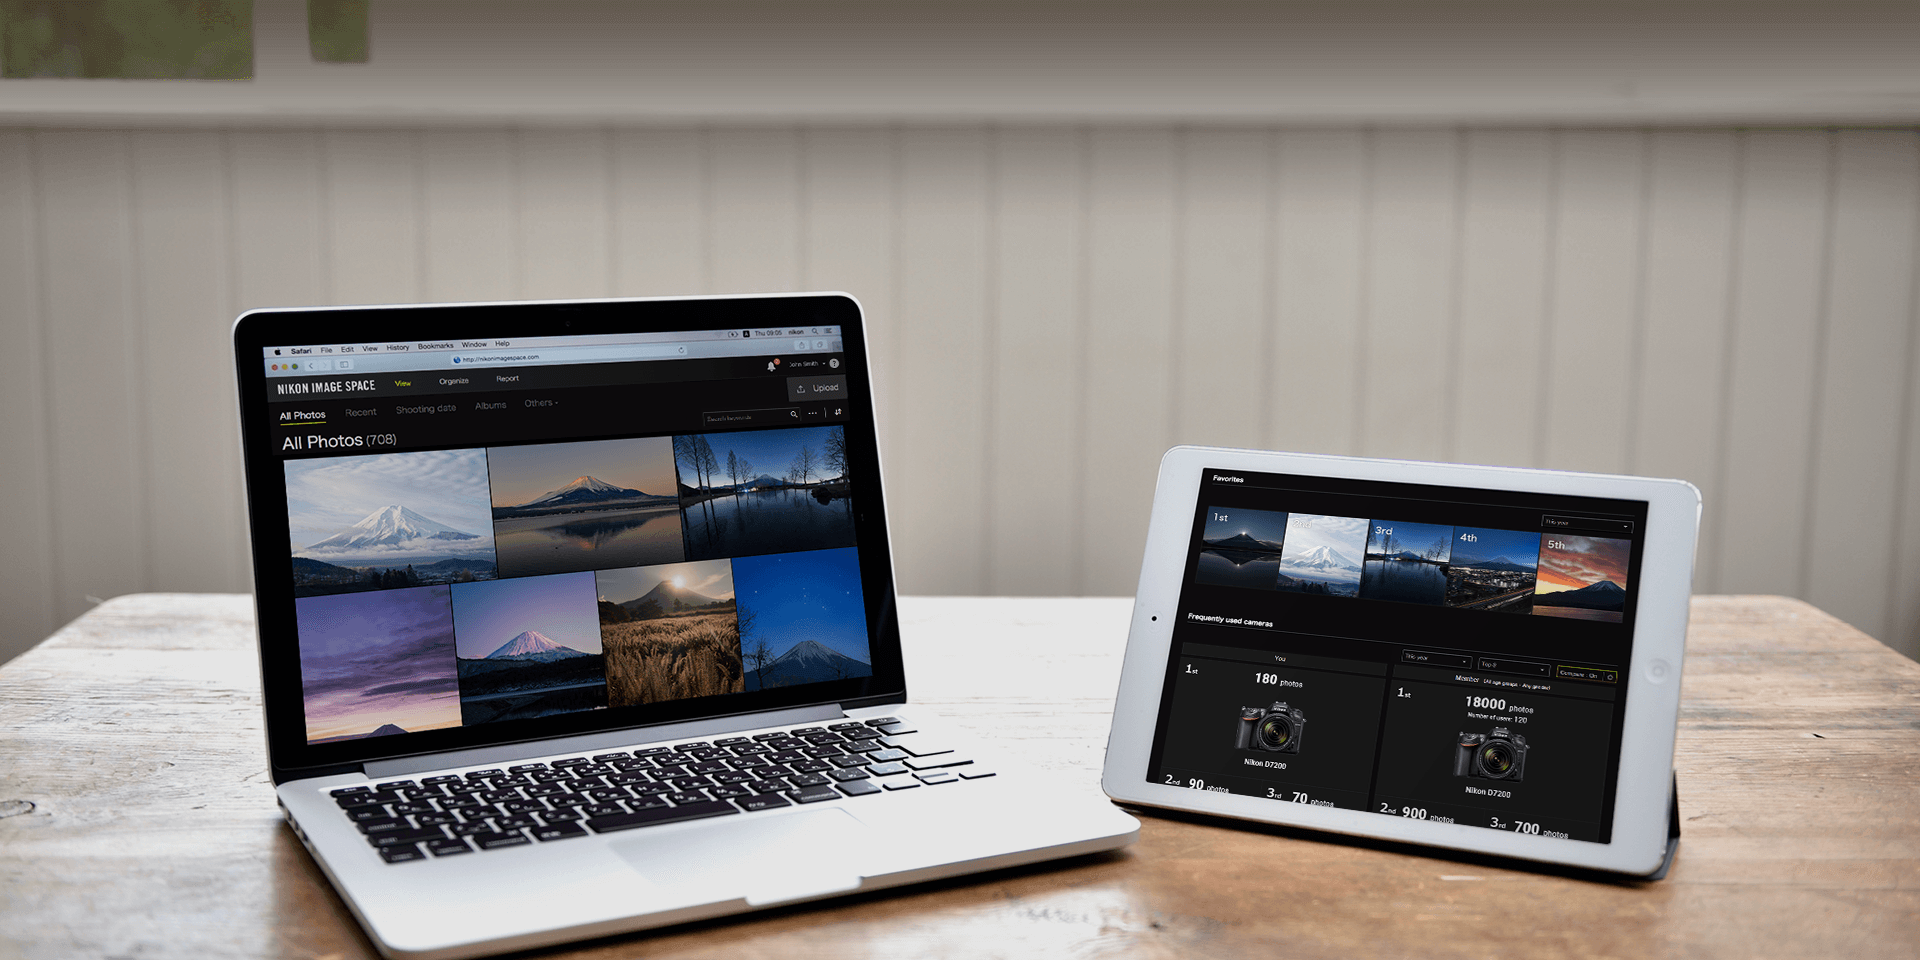 Safari File Edit View History Bookmarks Window Help
Thu 09:05 nikon
http://nikonimagespace.com
NIKON IMAGE SPACE View Organize Report
John Smith
Upload
All Photos Recent Shooting date Albums Others
Search keywords
All Photos (708)
Favorites
This year
1st 2nd 3rd 4th 5th
Frequently used cameras
This year Top 5 Compare : On
You
1st
180 photos
Nikon D7200
2nd 90 photos
3rd 70 photos
Member (All age groups - Any gender)
1st
18000 photos
Number of users: 120
Nikon
Nikon D7200
2nd 900 photos
3rd 700 photos